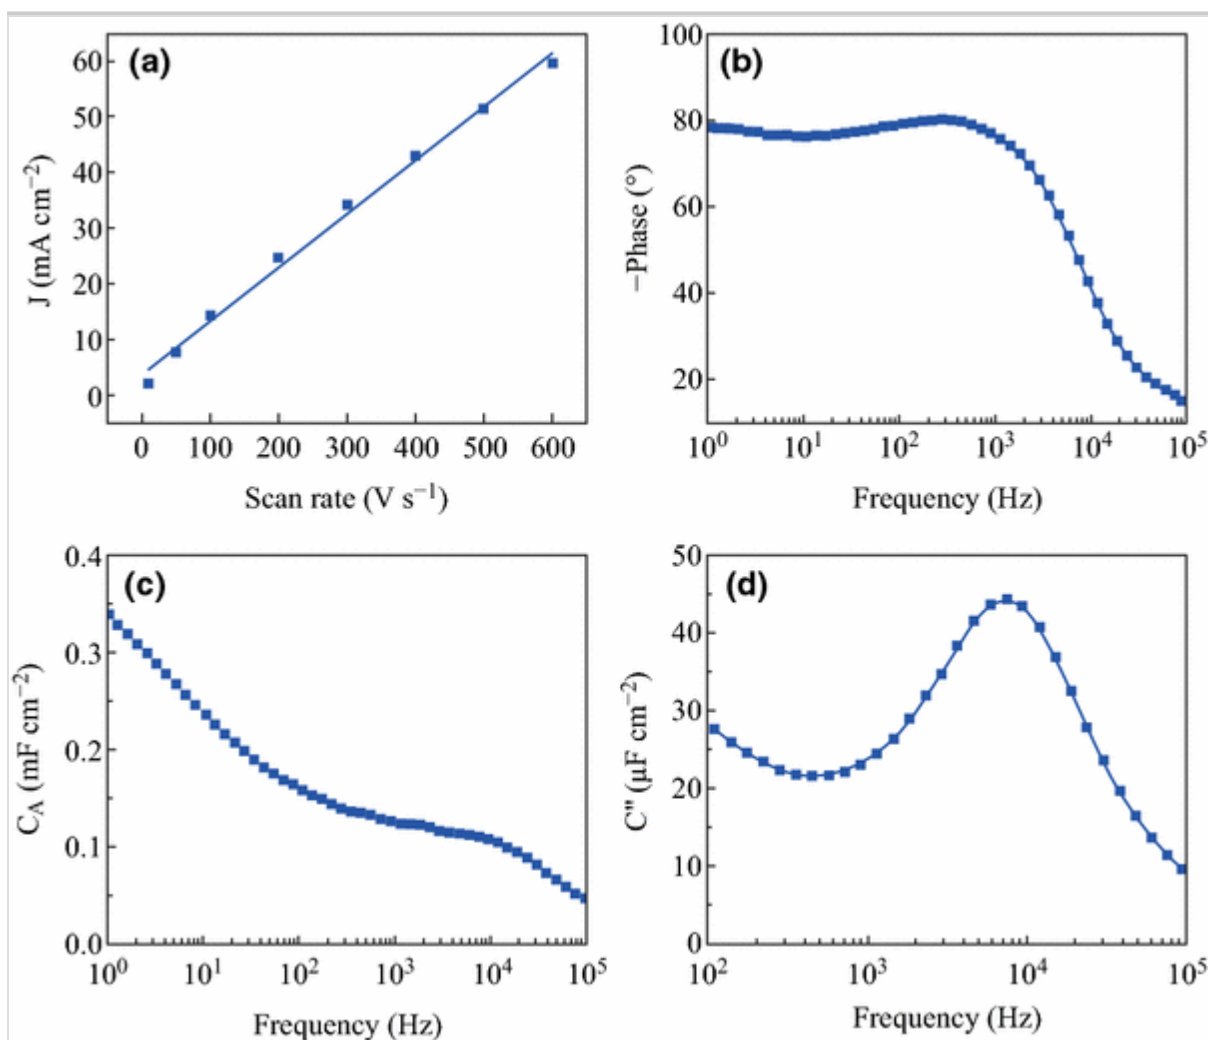 (a)
J (mA cm⁻²)
60
50
40
30
20
10
0
0 100 200 300 400 500 600
Scan rate (V s⁻¹)
(b)
−Phase (°)
100
80
60
40
20
10⁰ 10¹ 10² 10³ 10⁴ 10⁵
Frequency (Hz)
(c)
C_A (mF cm⁻²)
0.4
0.3
0.2
0.1
0.0
10⁰ 10¹ 10² 10³ 10⁴ 10⁵
Frequency (Hz)
(d)
C" (μF cm⁻²)
50
40
30
20
10
0
10² 10³ 10⁴ 10⁵
Frequency (Hz)